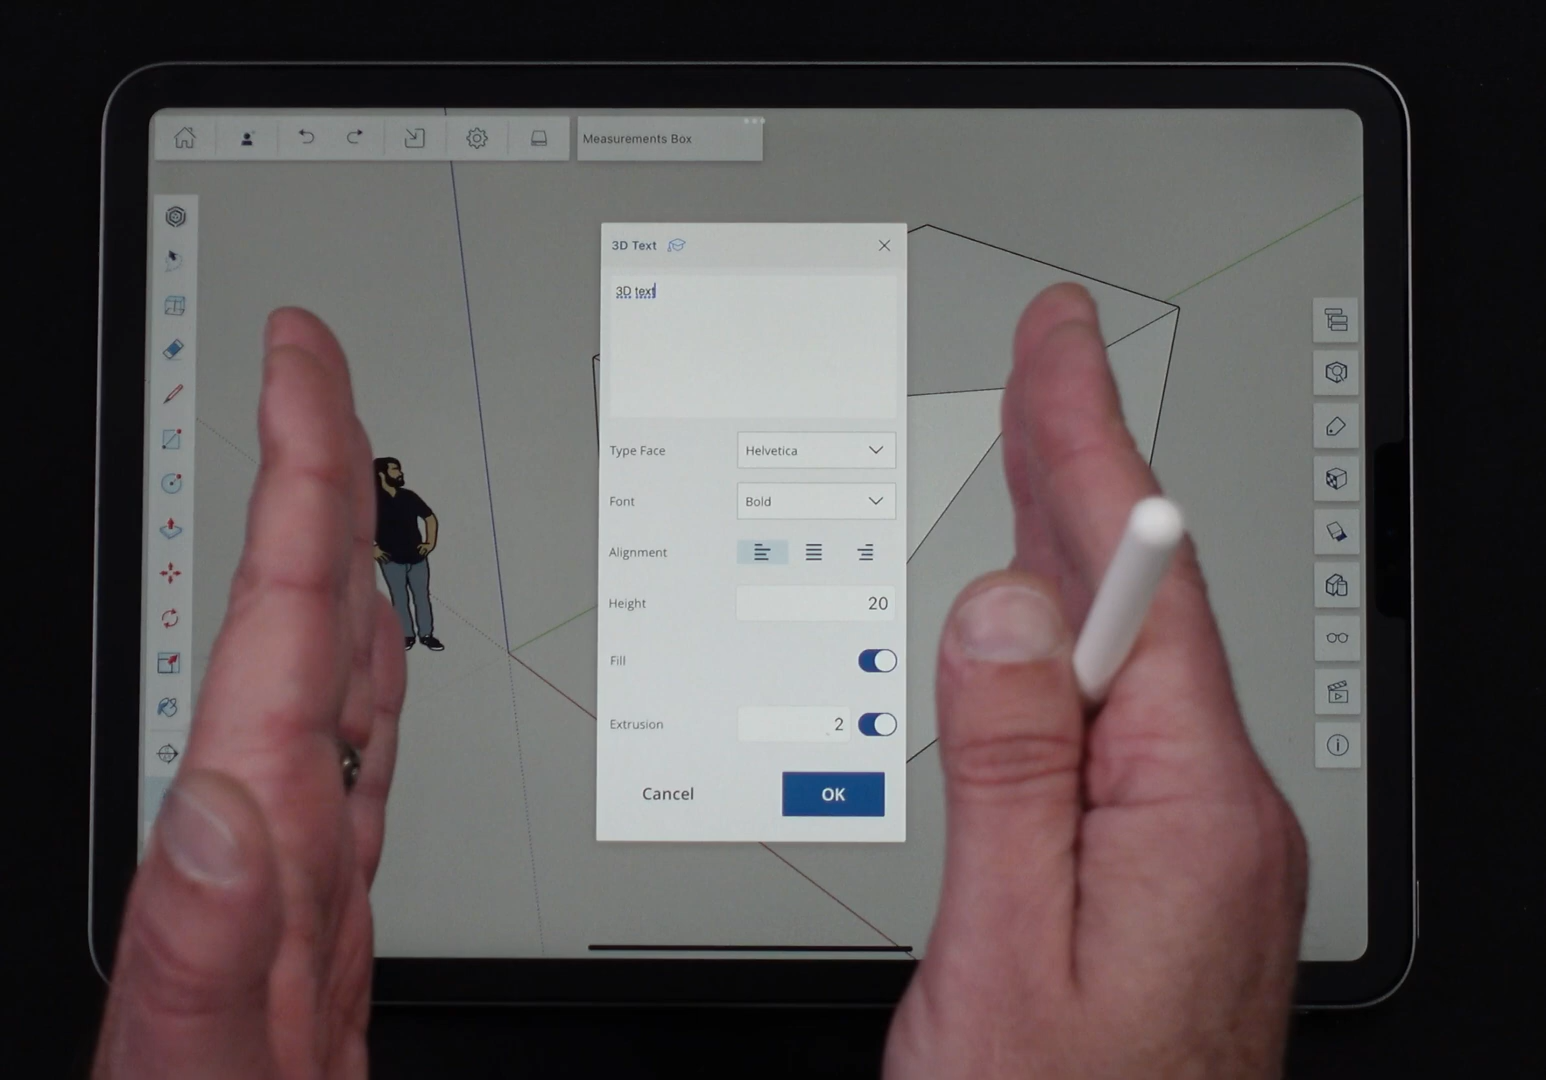 Measurements Box
3D Text
3D text
Type Face
Helvetica
Font
Bold
Alignment
Height
20
Fill
Extrusion
2
Cancel
OK